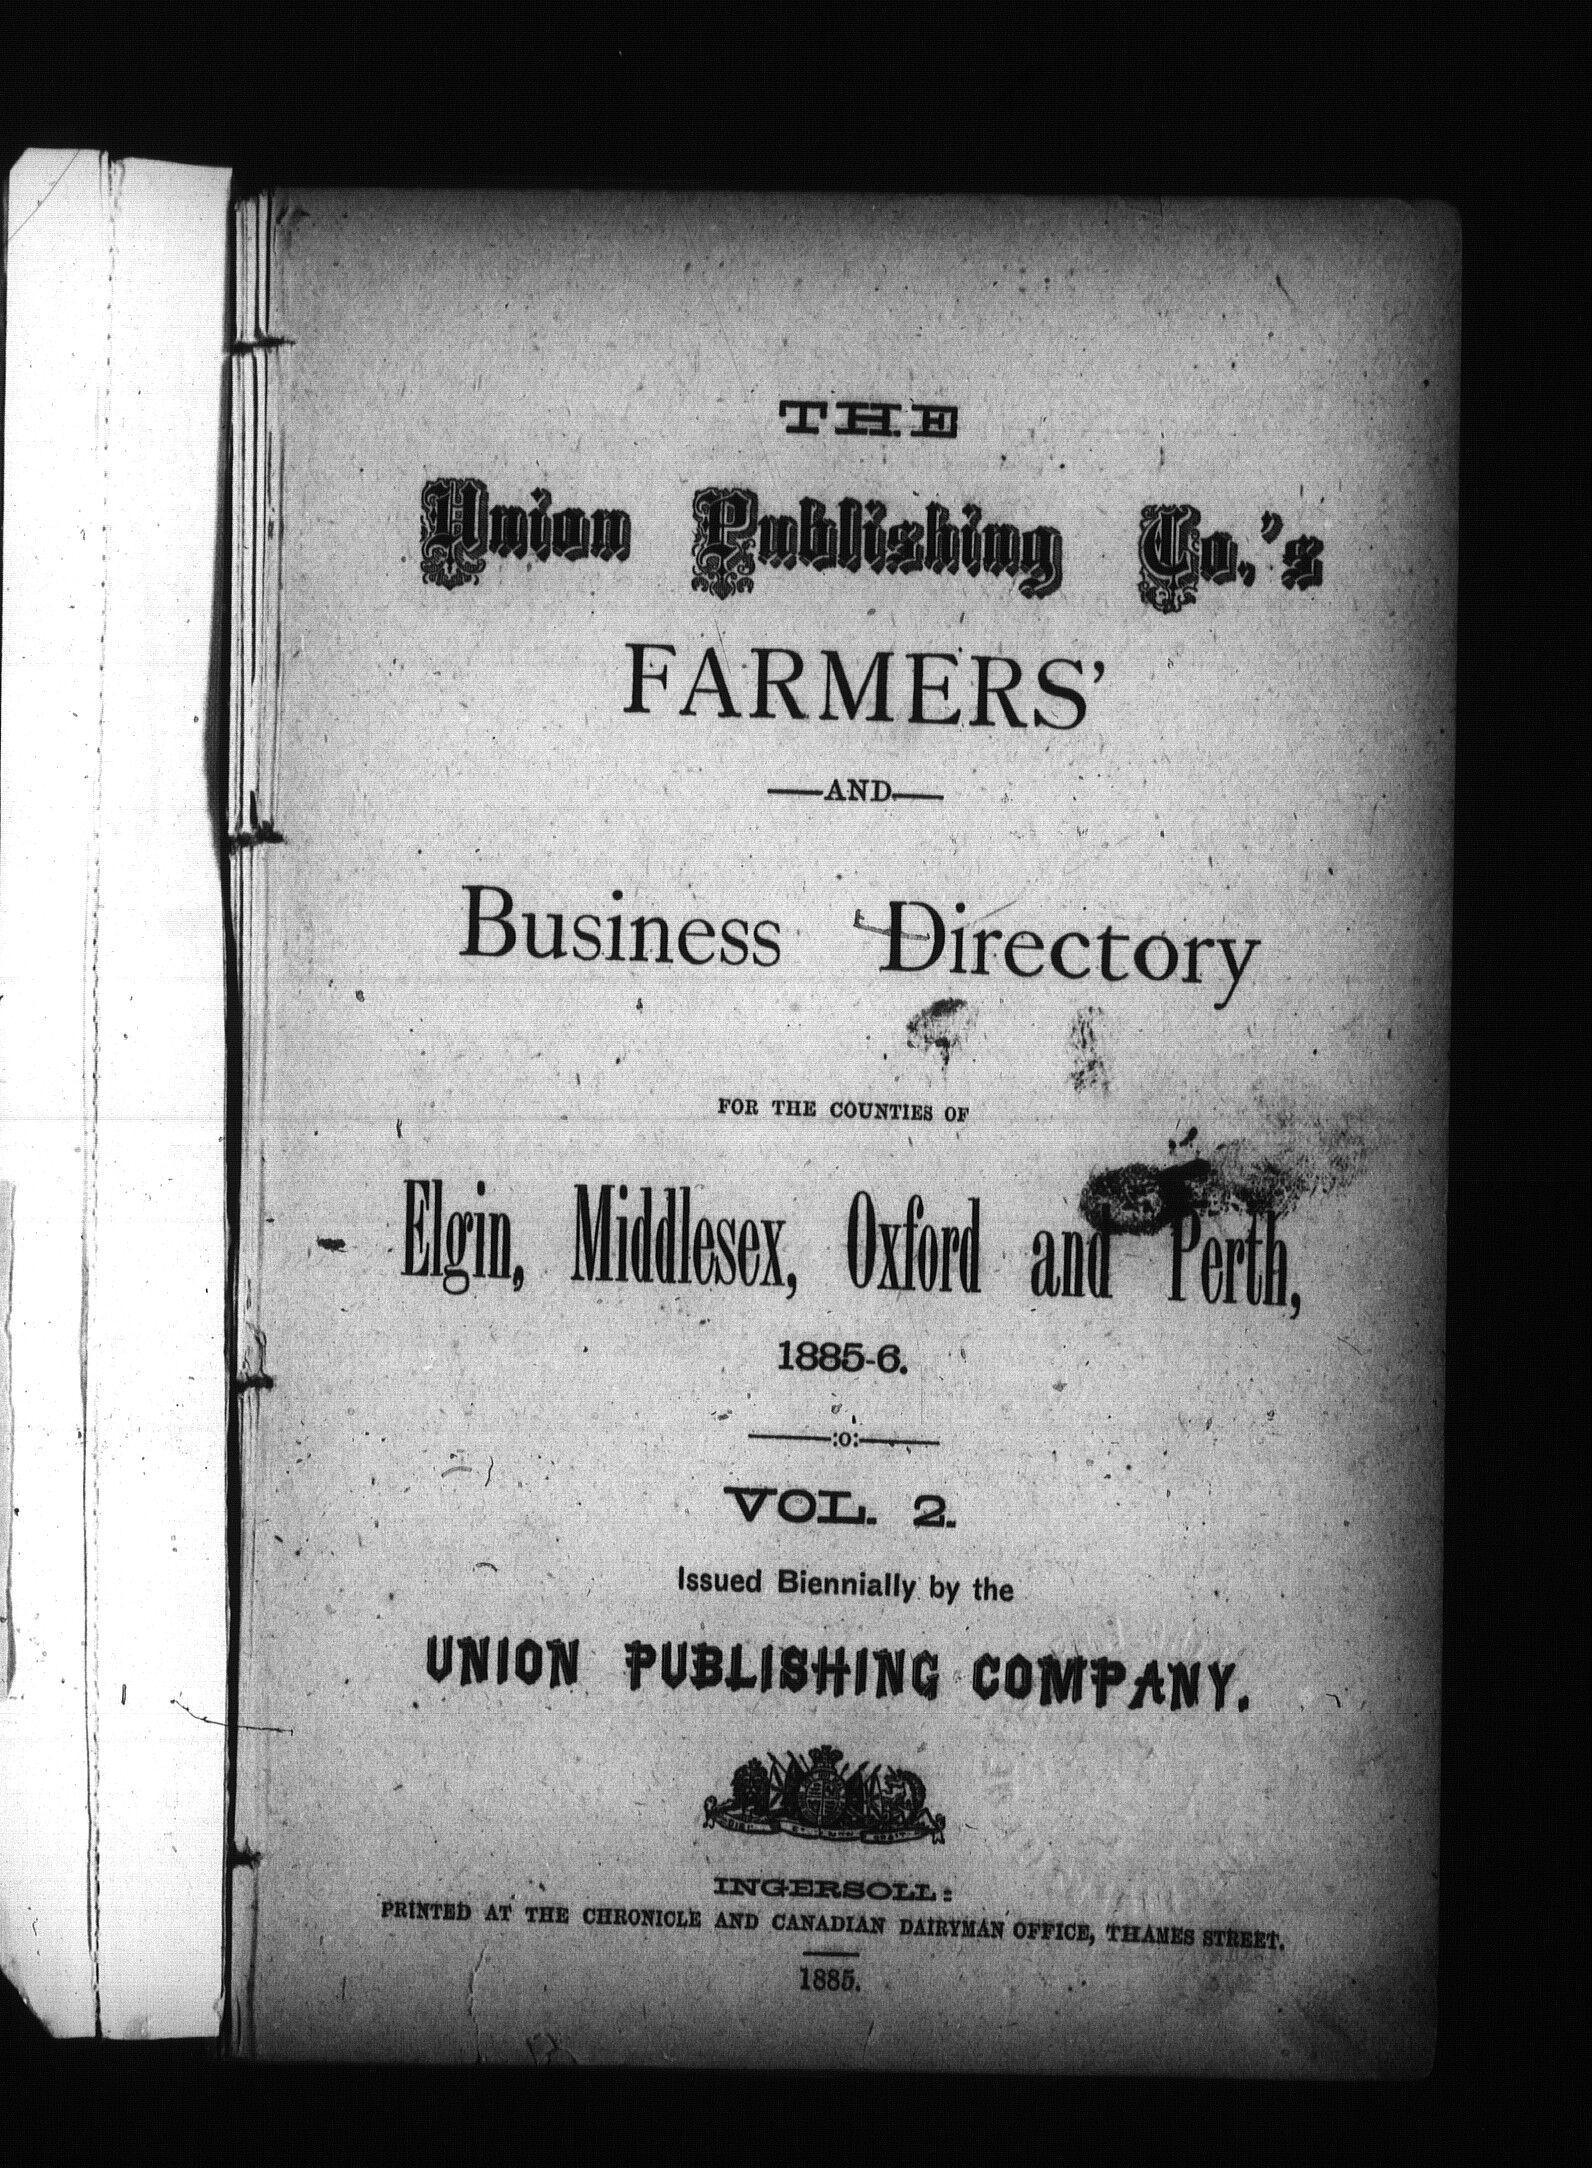 THE
Union Publishing Co.'s
FARMERS'
—AND—
Business Directory
FOR THE COUNTIES OF
Elgin, Middlesex, Oxford and Perth,
1885-6.
:o:
VOL. 2.
Issued Biennially by the
UNION PUBLISHING COMPANY.
INGERSOLL:
PRINTED AT THE CHRONICLE AND CANADIAN DAIRYMAN OFFICE, THAMES STREET.
1885.